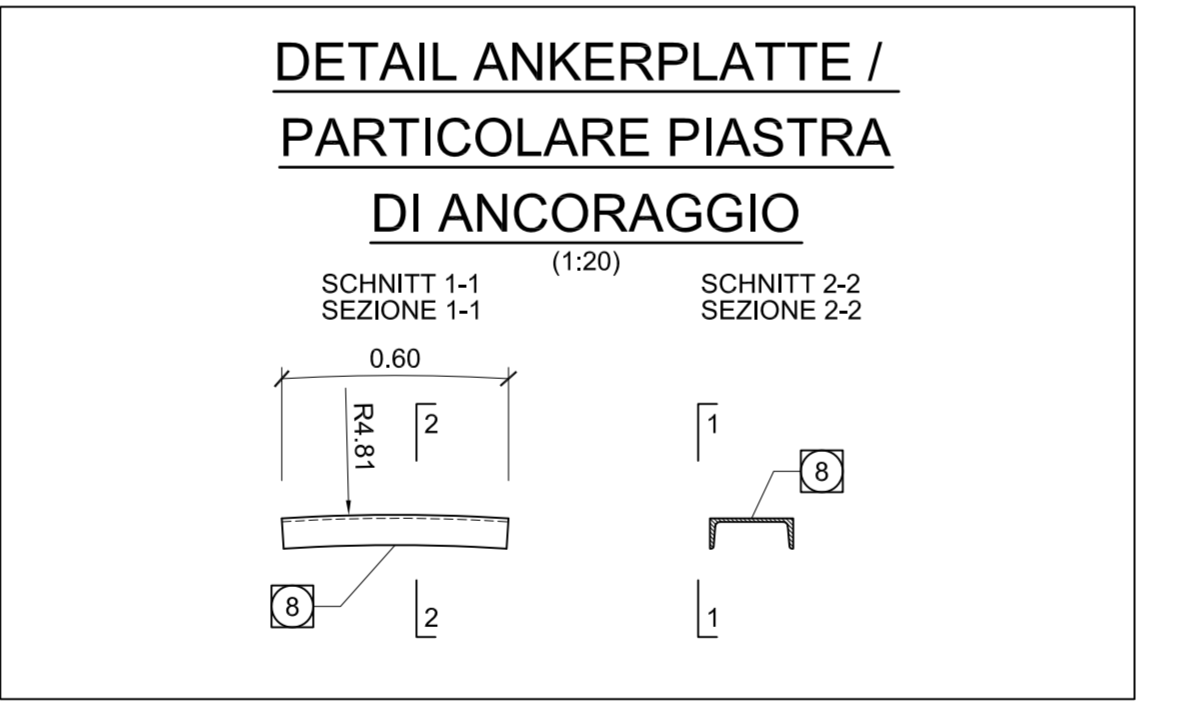 DETAIL ANKERPLATTE /
PARTICOLARE PIASTRA
DI ANCORAGGIO
(1:20)
SCHNITT 1-1
SEZIONE 1-1
SCHNITT 2-2
SEZIONE 2-2
0.60
R4.81
2
1
8
8
2
1